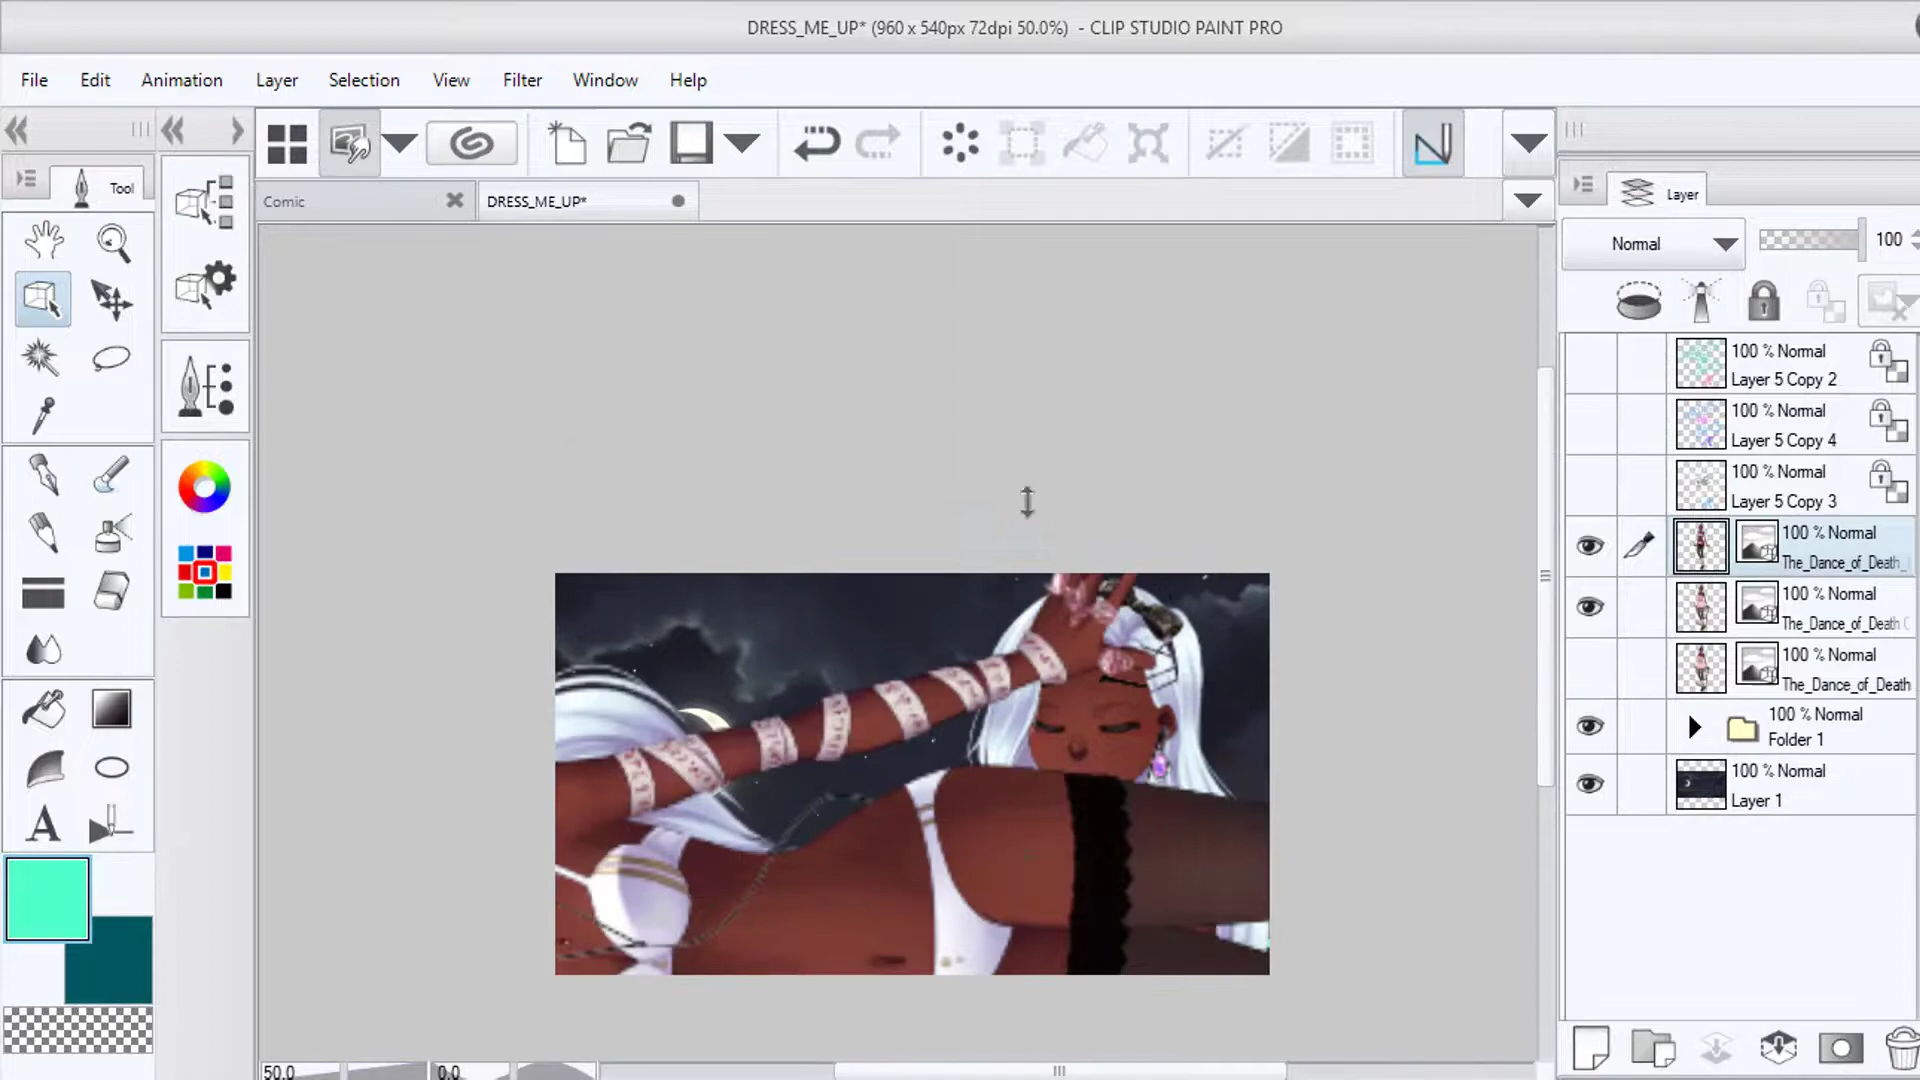 DRESS_ME_UP* (960 x 540px 72dpi 50.0%)  - CLIP STUDIO PAINT PRO
File Edit Animation Layer Selection View Filter Window Help
Tool
Comic
DRESS_ME_UP*
Layer
Normal
100
100 % Normal
Layer 5 Copy 2
100 % Normal
Layer 5 Copy 4
100 % Normal
Layer 5 Copy 3
100 % Normal
The_Dance_of_Death_
100 % Normal
The_Dance_of_Death C
100 % Normal
The_Dance_of_Death
100 % Normal
Folder 1
100 % Normal
Layer 1
50.0
0.0